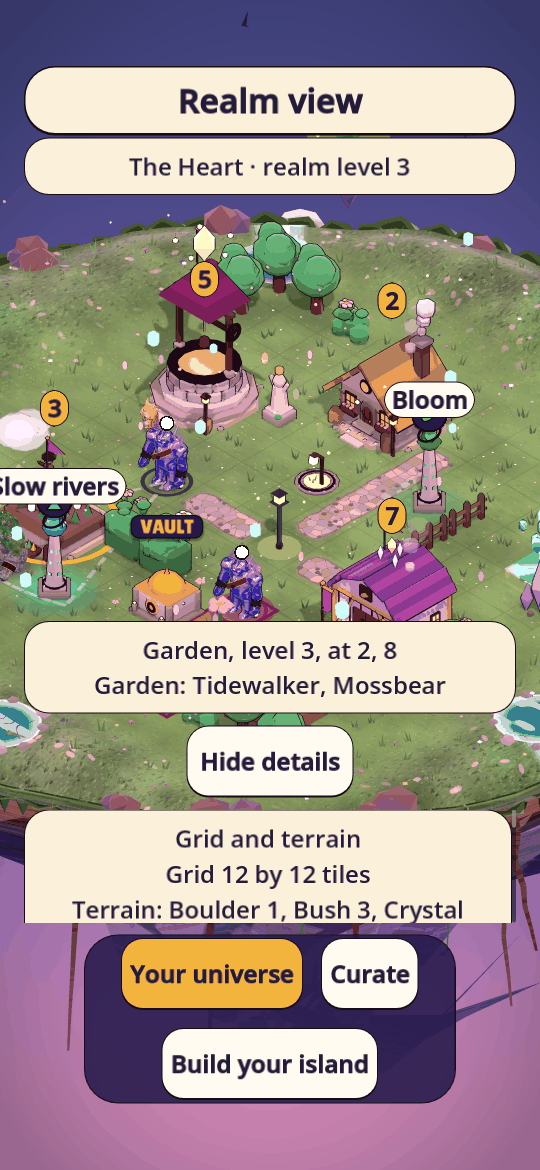 Realm view
The Heart · realm level 3
5
2
Bloom
3
Slow rivers
VAULT
7
Garden, level 3, at 2, 8
Garden: Tidewalker, Mossbear
Hide details
Grid and terrain
Grid 12 by 12 tiles
Terrain: Boulder 1, Bush 3, Crystal
Your universe
Curate
Build your island